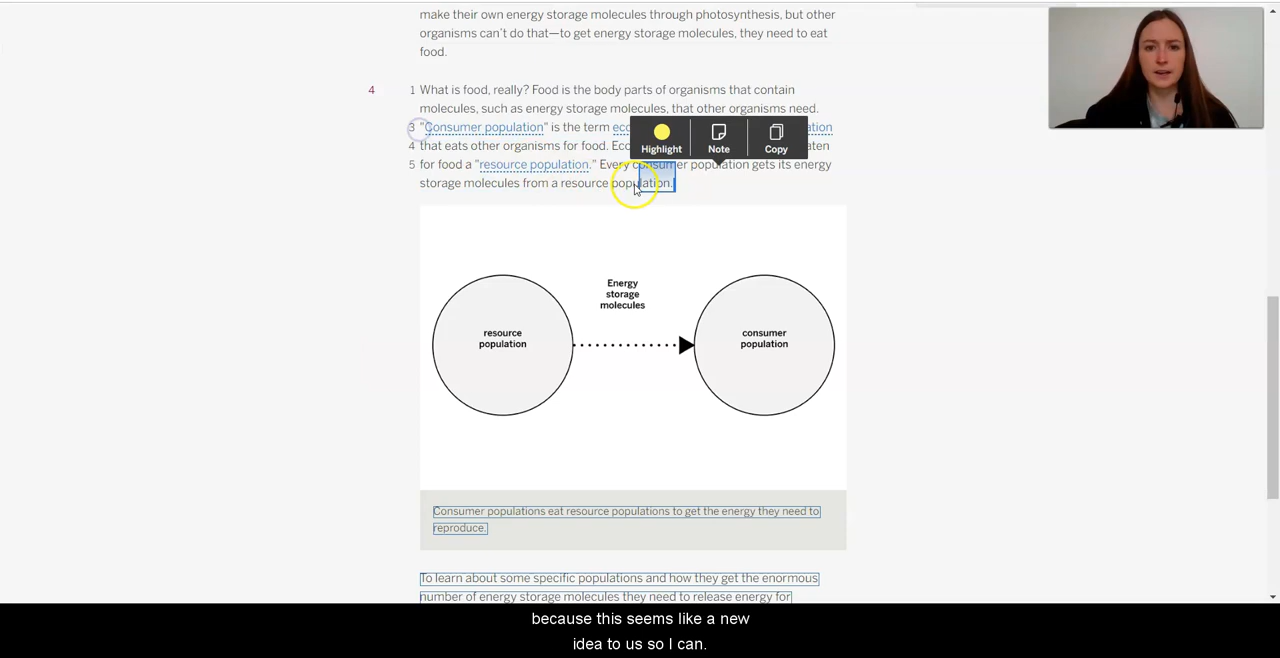 make their own energy storage molecules through photosynthesis, but other
organisms can't do that—to get energy storage molecules, they need to eat
food.
4
1 What is food, really? Food is the body parts of organisms that contain
molecules, such as energy storage molecules, that other organisms need.
3 "Consumer population" is the term
4 that eats other organisms for food.
5 for food a "resource population." Every consumer population gets its energy
storage molecules from a resource population.
Highlight
Note
Copy
Energy
storage
molecules
resource
population
consumer
population
Consumer populations eat resource populations to get the energy they need to
reproduce.
To learn about some specific populations and how they get the enormous
number of energy storage molecules they need to release energy for
because this seems like a new
idea to us so I can.